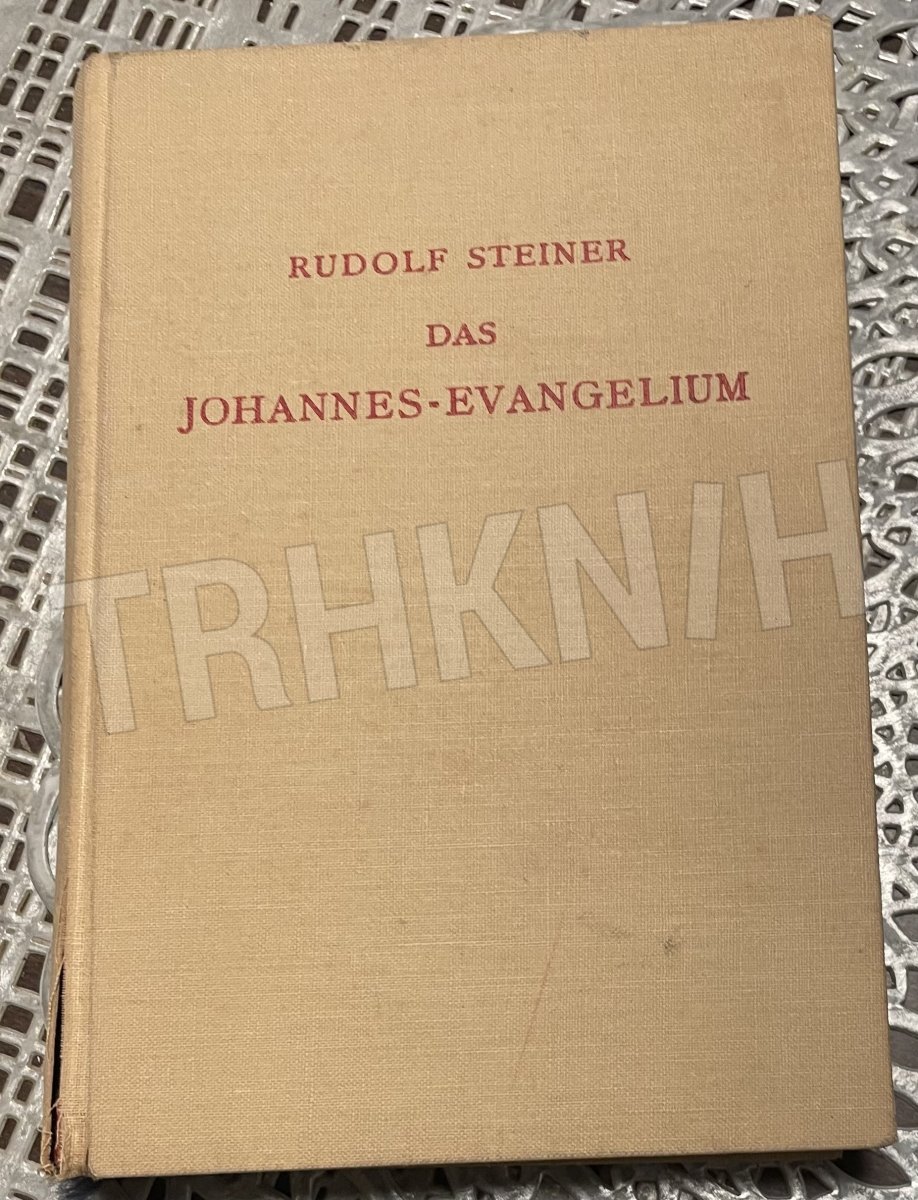 RUDOLF STEINER
DAS
JOHANNES-EVANGELIUM
TRHKN/H